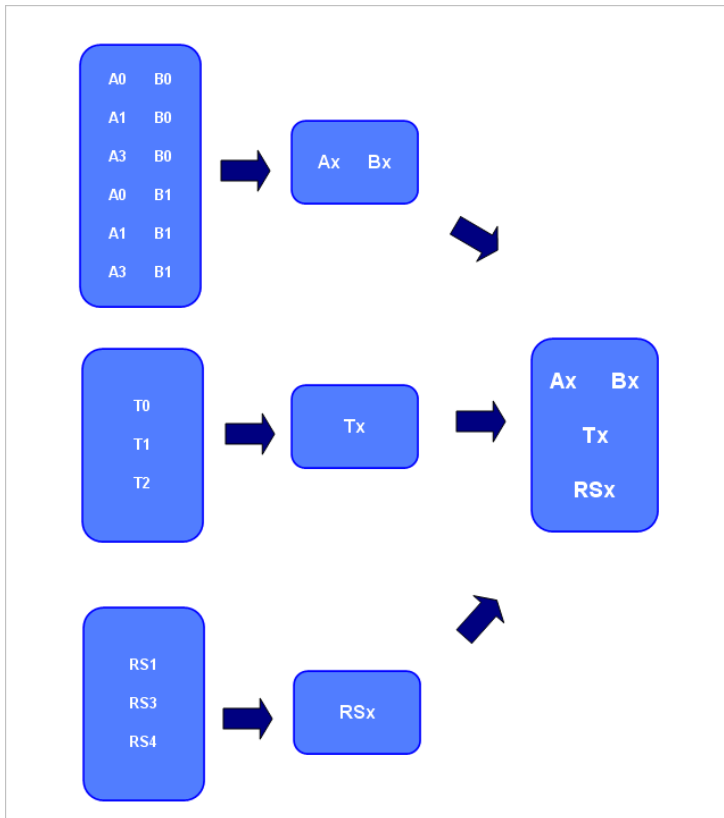 A0 B0
A1 B0
A3 B0
A0 B1
A1 B1
A3 B1
Ax Bx
T0
T1
T2
Tx
RS1
RS3
RS4
RSx
Ax Bx
Tx
RSx